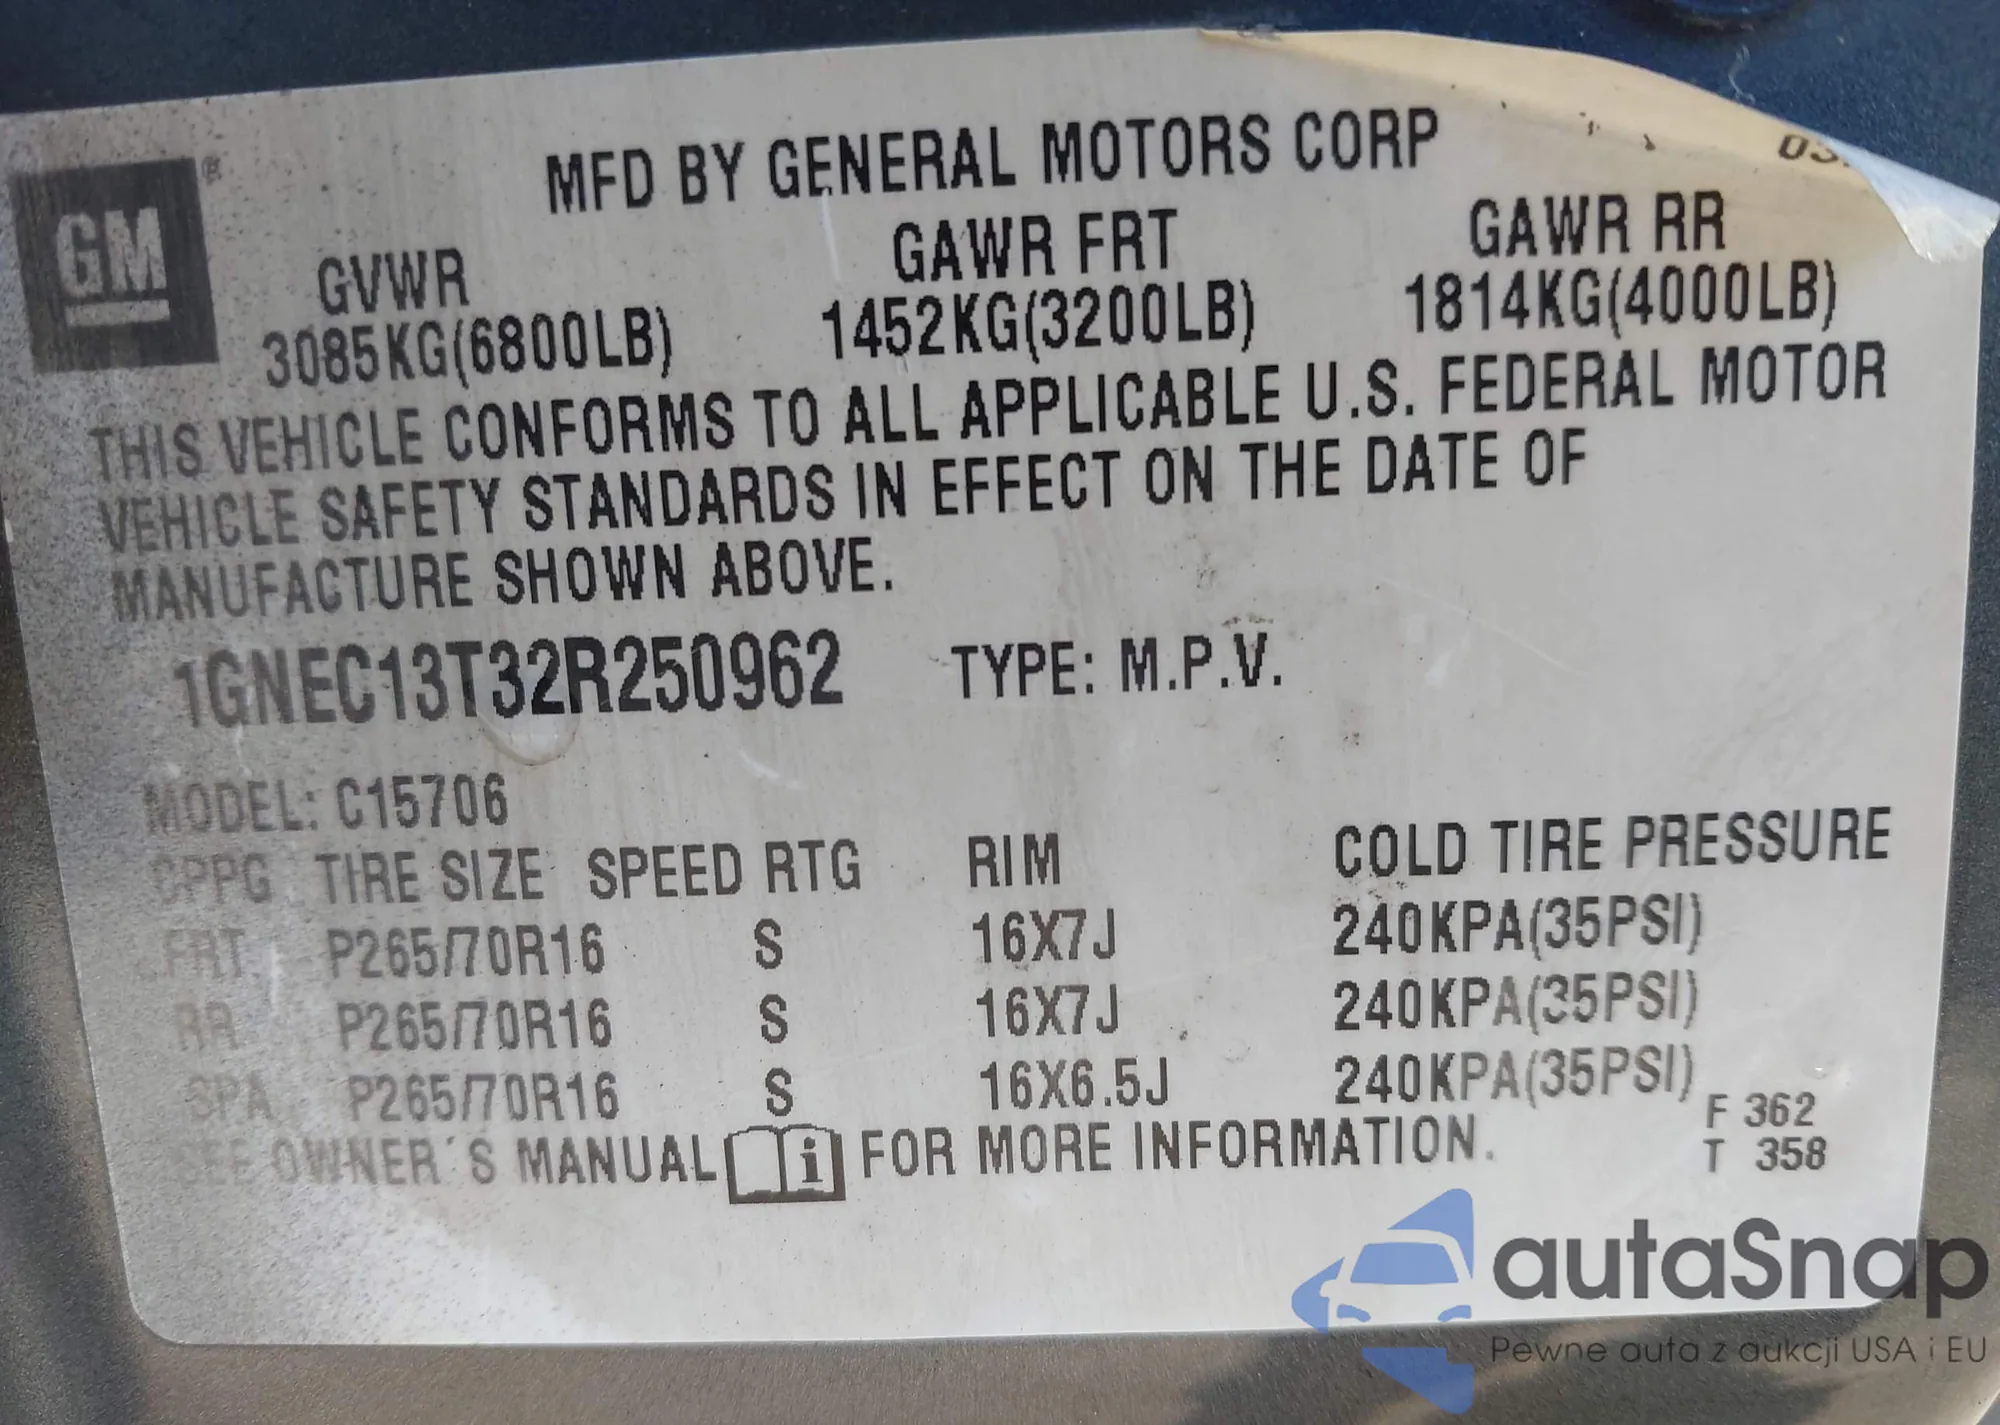 MFD BY GENERAL MOTORS CORP
GM ®
GVWR GAWR FRT GAWR RR
3085KG(6800LB) 1452KG(3200LB) 1814KG(4000LB)
THIS VEHICLE CONFORMS TO ALL APPLICABLE U.S. FEDERAL MOTOR
VEHICLE SAFETY STANDARDS IN EFFECT ON THE DATE OF
MANUFACTURE SHOWN ABOVE.
1GNEC13T32R250962 TYPE: M.P.V.
MODEL: C15706
TIRE SIZE SPEED RTG RIM COLD TIRE PRESSURE
FRT P265/70R16 S 16X7J 240KPA(35PSI)
RR P265/70R16 S 16X7J 240KPA(35PSI)
SPA P265/70R16 S 16X6.5J 240KPA(35PSI)
SEE OWNER´S MANUAL i FOR MORE INFORMATION.
F 362
T 358
autaSnap
Pewne auta z aukcji USA i EU